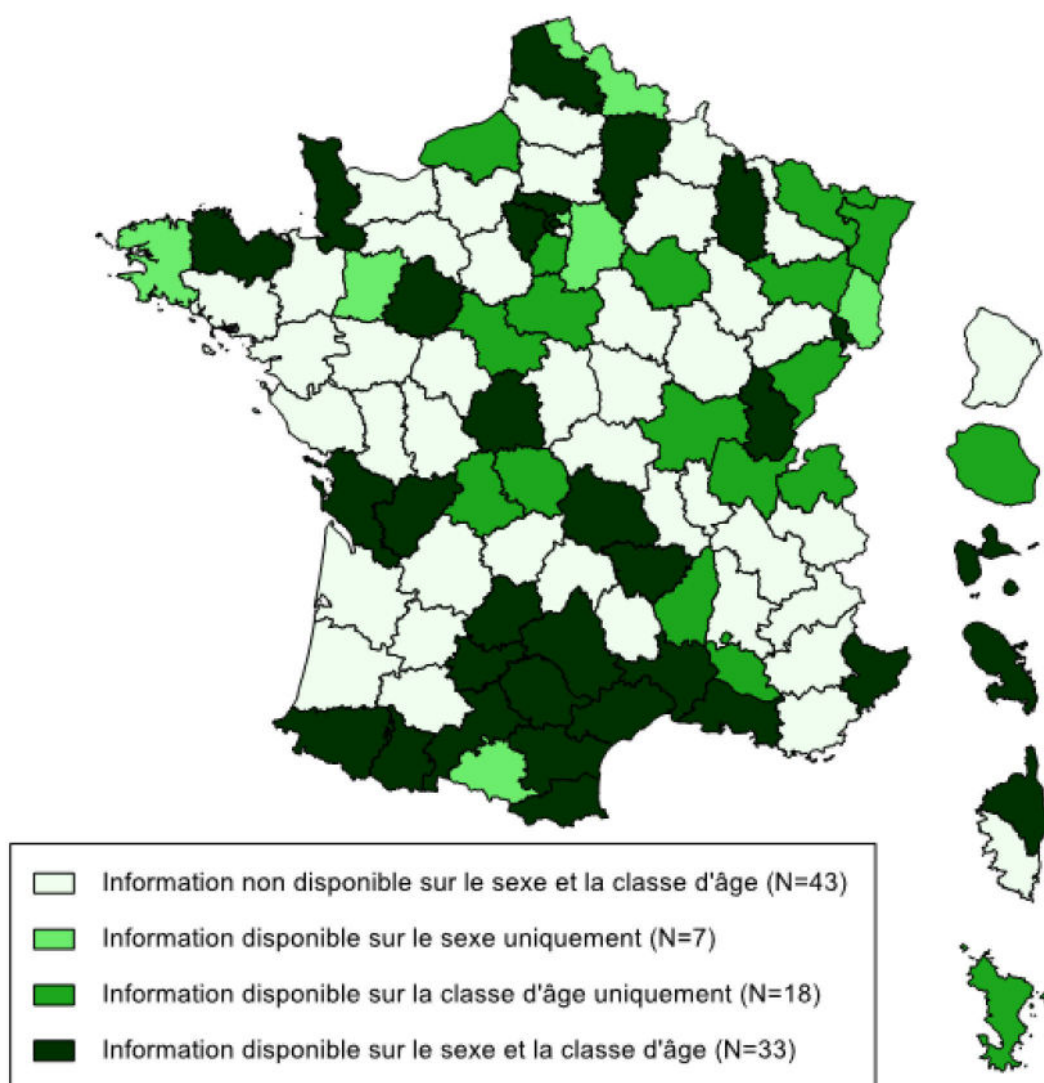 Information non disponible sur le sexe et la classe d'âge (N=43)
Information disponible sur le sexe uniquement (N=7)
Information disponible sur la classe d'âge uniquement (N=18)
Information disponible sur le sexe et la classe d'âge (N=33)